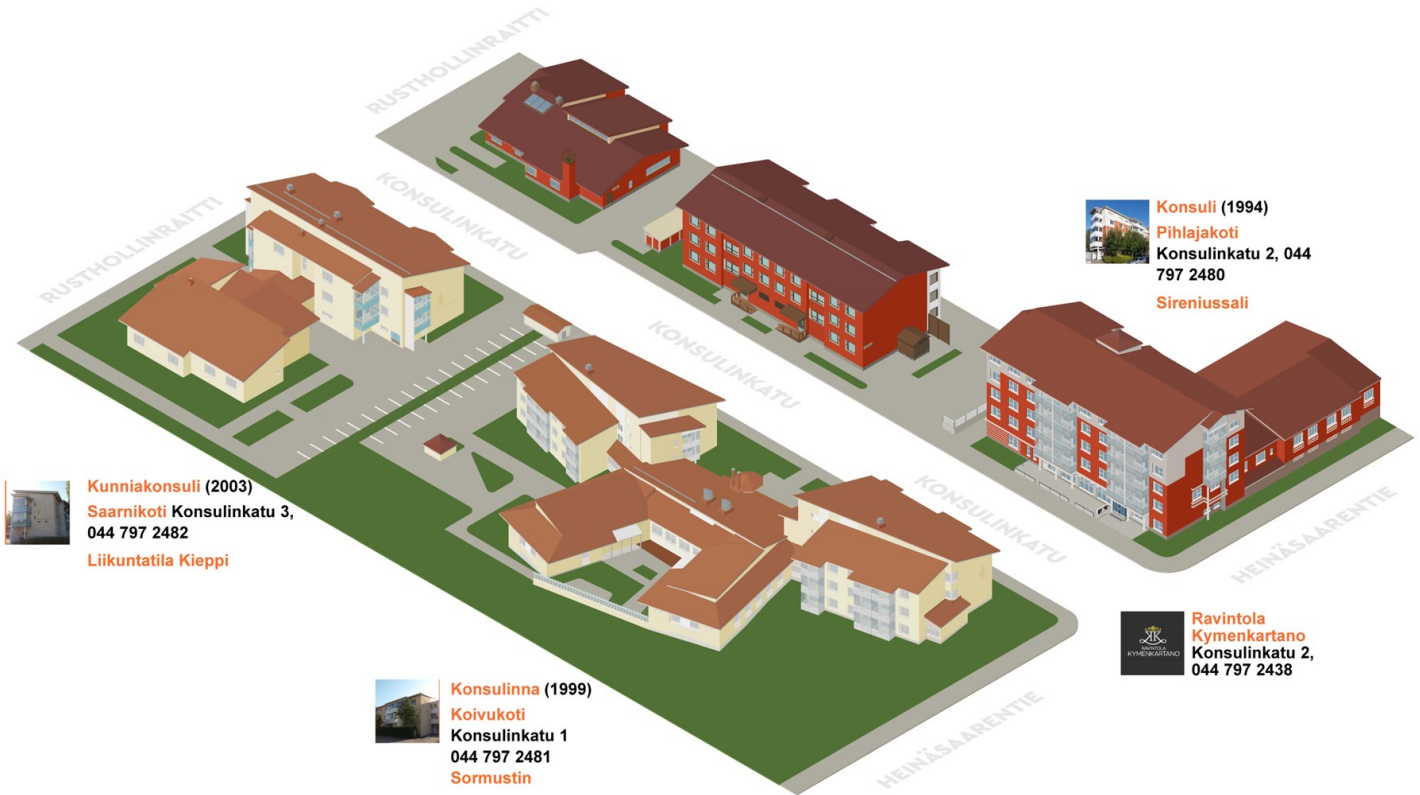 RUSTHOLLINRAITTI
KONSULINKATU
RUSTHOLLINRAITTI
Konsuli (1994)
Pihlajakoti
Konsulinkatu 2, 044
797 2480
Sireniussali
KONSULINKATU
KONSULINKATU
HEINÄSAARENTIE
Kunniakonsuli (2003)
Saarnikoti Konsulinkatu 3,
044 797 2482
Liikuntatila Kieppi
RAVINTOLA
KYMENKARTANO
Ravintola
Kymenkartano
Konsulinkatu 2,
044 797 2438
Konsulinna (1999)
Koivukoti
Konsulinkatu 1
044 797 2481
Sormustin
HEINÄSAARENTIE